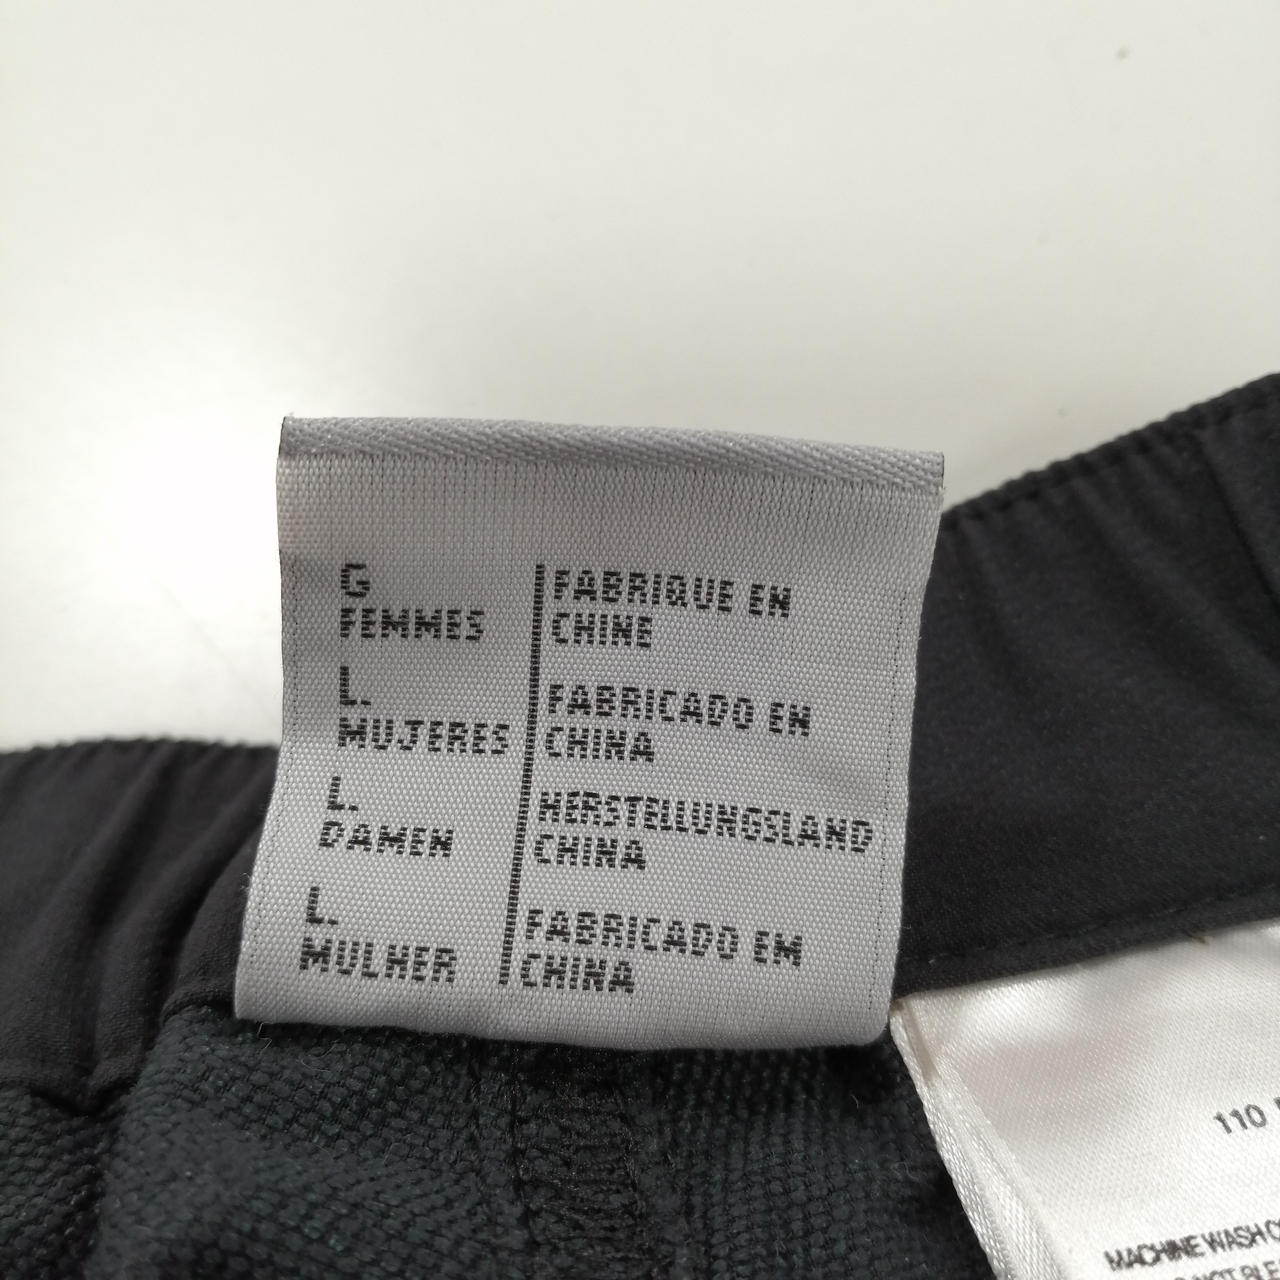 G
FEMMES
FABRIQUE EN
CHINE
L.
MUJERES
FABRICADO EN
CHINA
L.
DAMEN
HERSTELLUNGSLAND
CHINA
L.
MULHER
FABRICADO EM
CHINA
110
MACHINE WASH